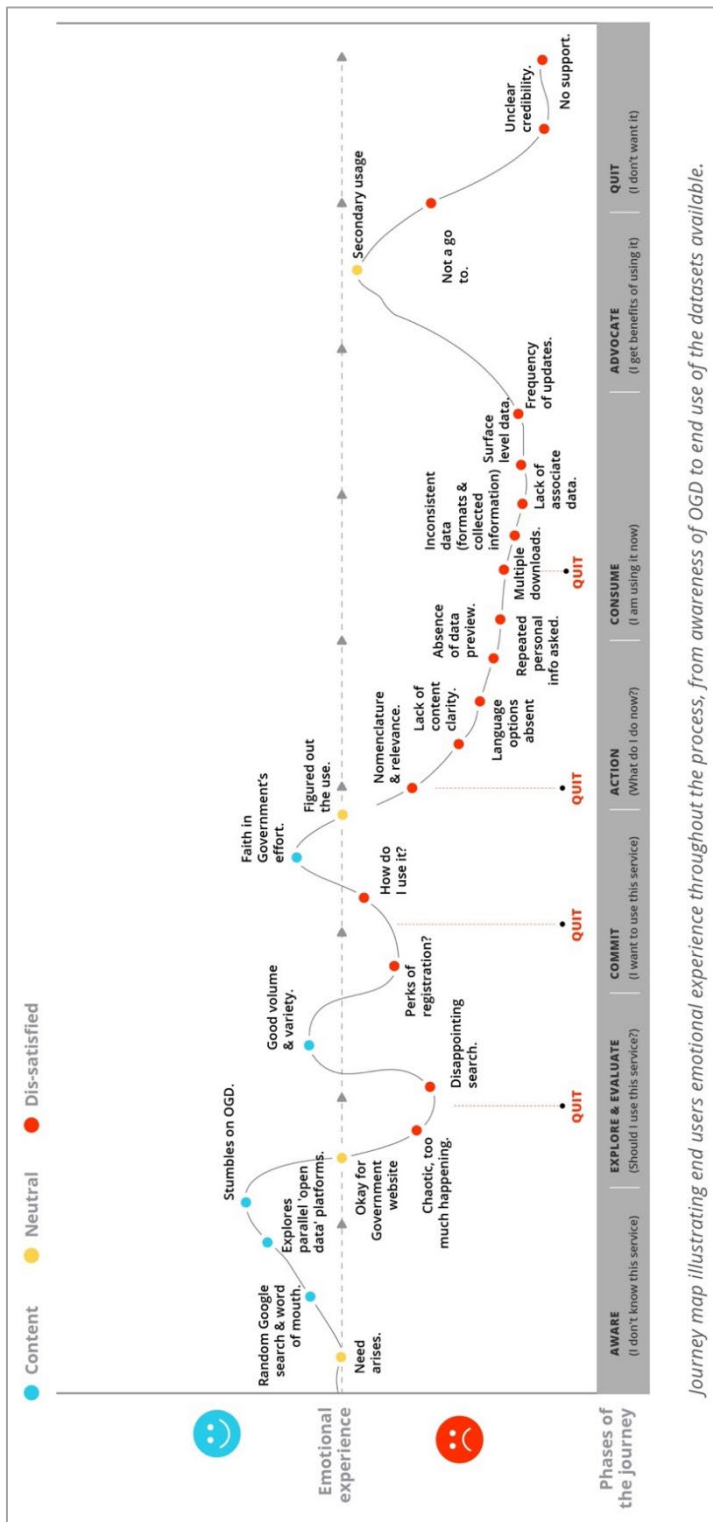 Content
Neutral
Dis-satisfied
Emotional
experience
Need
arises.
Random Google
search & word
of mouth.
Explores
parallel 'open
data' platforms.
Stumbles on OGD.
Okay for
Government
website
Chaotic, too
much happening.
Disappointing
search.
QUIT
Good volume
& variety.
Perks of
registration?
QUIT
How do
I use it?
Faith in
Government's
effort.
Figured out
the use.
Nomenclature
& relevance.
QUIT
Lack of
content
clarity.
Language
options
absent
Absence
of data
preview.
Repeated
personal
info asked.
Multiple
downloads.
QUIT
Inconsistent
data
(formats &
collected
information)
Lack of
associate
data.
Surface
level data.
Frequency
of updates.
Secondary usage
Not a go
to.
Unclear
credibility.
No support.
Phases of
the journey
AWARE
(I don't know this service)
EXPLORE & EVALUATE
(Should I use this service?)
COMMIT
(I want to use this service)
ACTION
(What do I do now?)
CONSUME
(I am using it now)
ADVOCATE
(I get benefits of using it)
QUIT
(I don't want it)
Journey map illustrating end users emotional experience throughout the process, from awareness of OGD to end use of the datasets available.